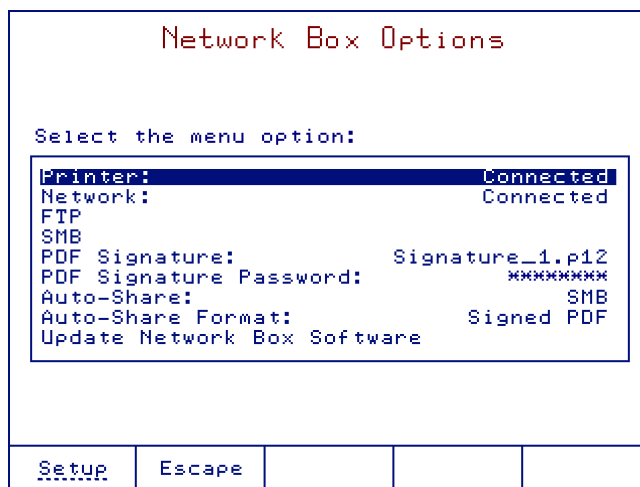 Network Box Options
Select the menu option:
Printer: Connected
Network: Connected
FTP
SMB
PDF Signature: Signature_1.p12
PDF Signature Password: ********
Auto-Share: SMB
Auto-Share Format: Signed PDF
Update Network Box Software
Setup Escape